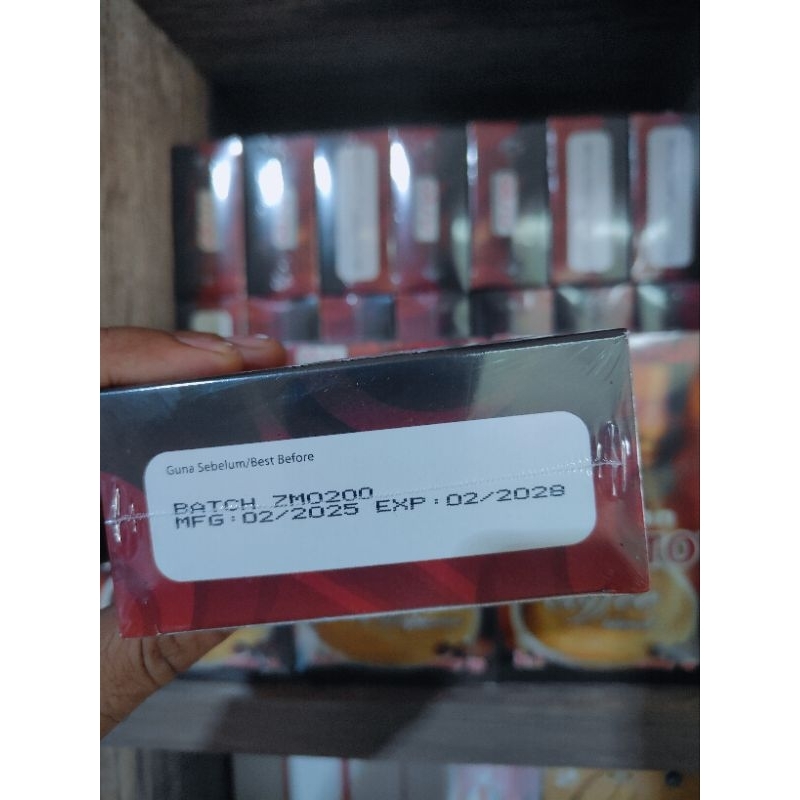 Guna Sebelum/Best Before
BATCH ZM0200
MFG:02/2025 EXP:02/2028